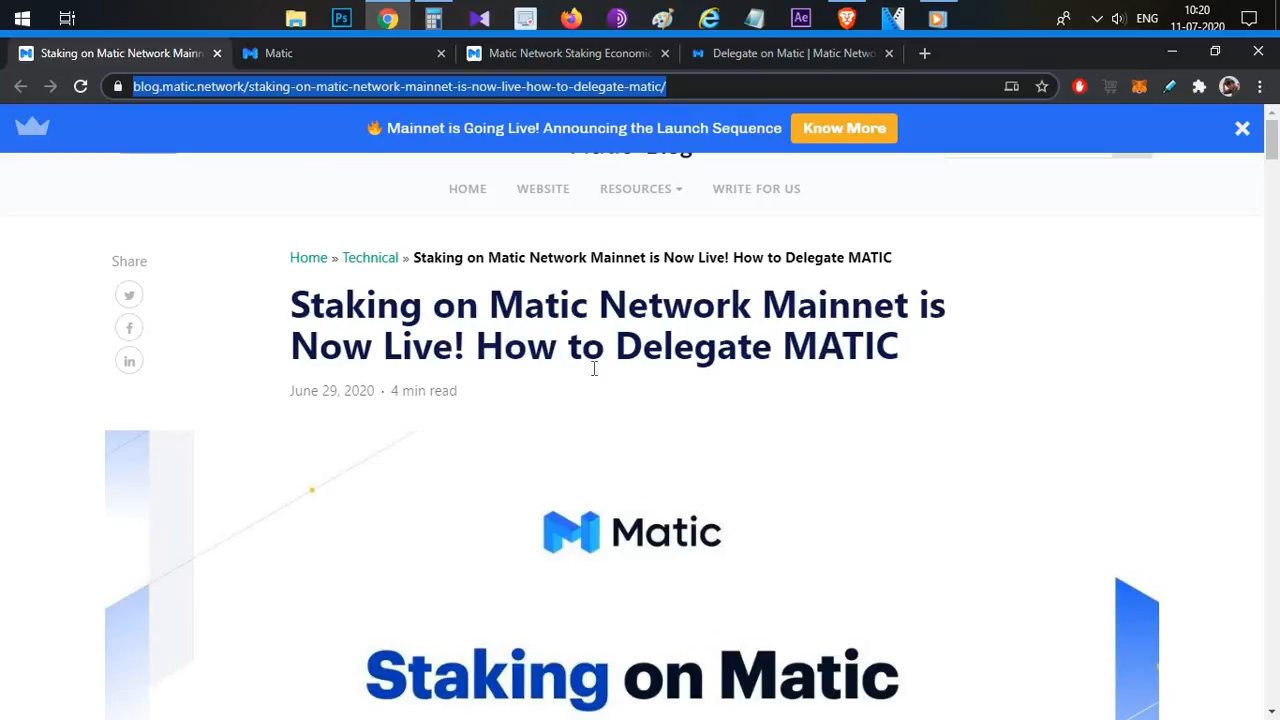 Ps
Ae
ENG
10:20
11-07-2020
Staking on Matic Network Mainn
Matic
Matic Network Staking Economic
Delegate on Matic | Matic Netwo
blog.matic.network/staking-on-matic-network-mainnet-is-now-live-how-to-delegate-matic/
🔥 Mainnet is Going Live! Announcing the Launch Sequence
Know More
Matic Blog
HOME
WEBSITE
RESOURCES
WRITE FOR US
Share
Home » Technical » Staking on Matic Network Mainnet is Now Live! How to Delegate MATIC
Staking on Matic Network Mainnet is
Now Live! How to Delegate MATIC
June 29, 2020 · 4 min read
Matic
Staking on Matic